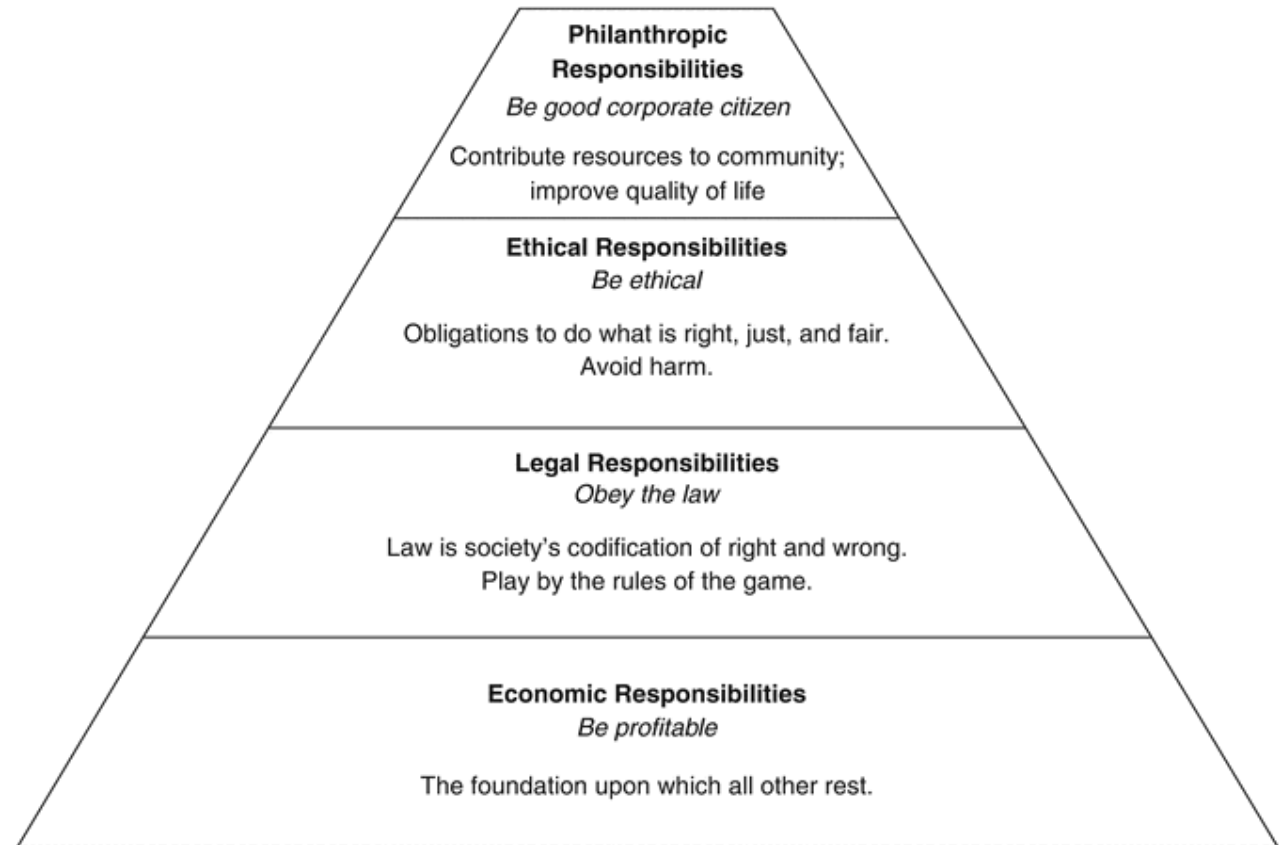 Philanthropic
Responsibilities
Be good corporate citizen
Contribute resources to community;
improve quality of life
Ethical Responsibilities
Be ethical
Obligations to do what is right, just, and fair.
Avoid harm.
Legal Responsibilities
Obey the law
Law is society’s codification of right and wrong.
Play by the rules of the game.
Economic Responsibilities
Be profitable
The foundation upon which all other rest.